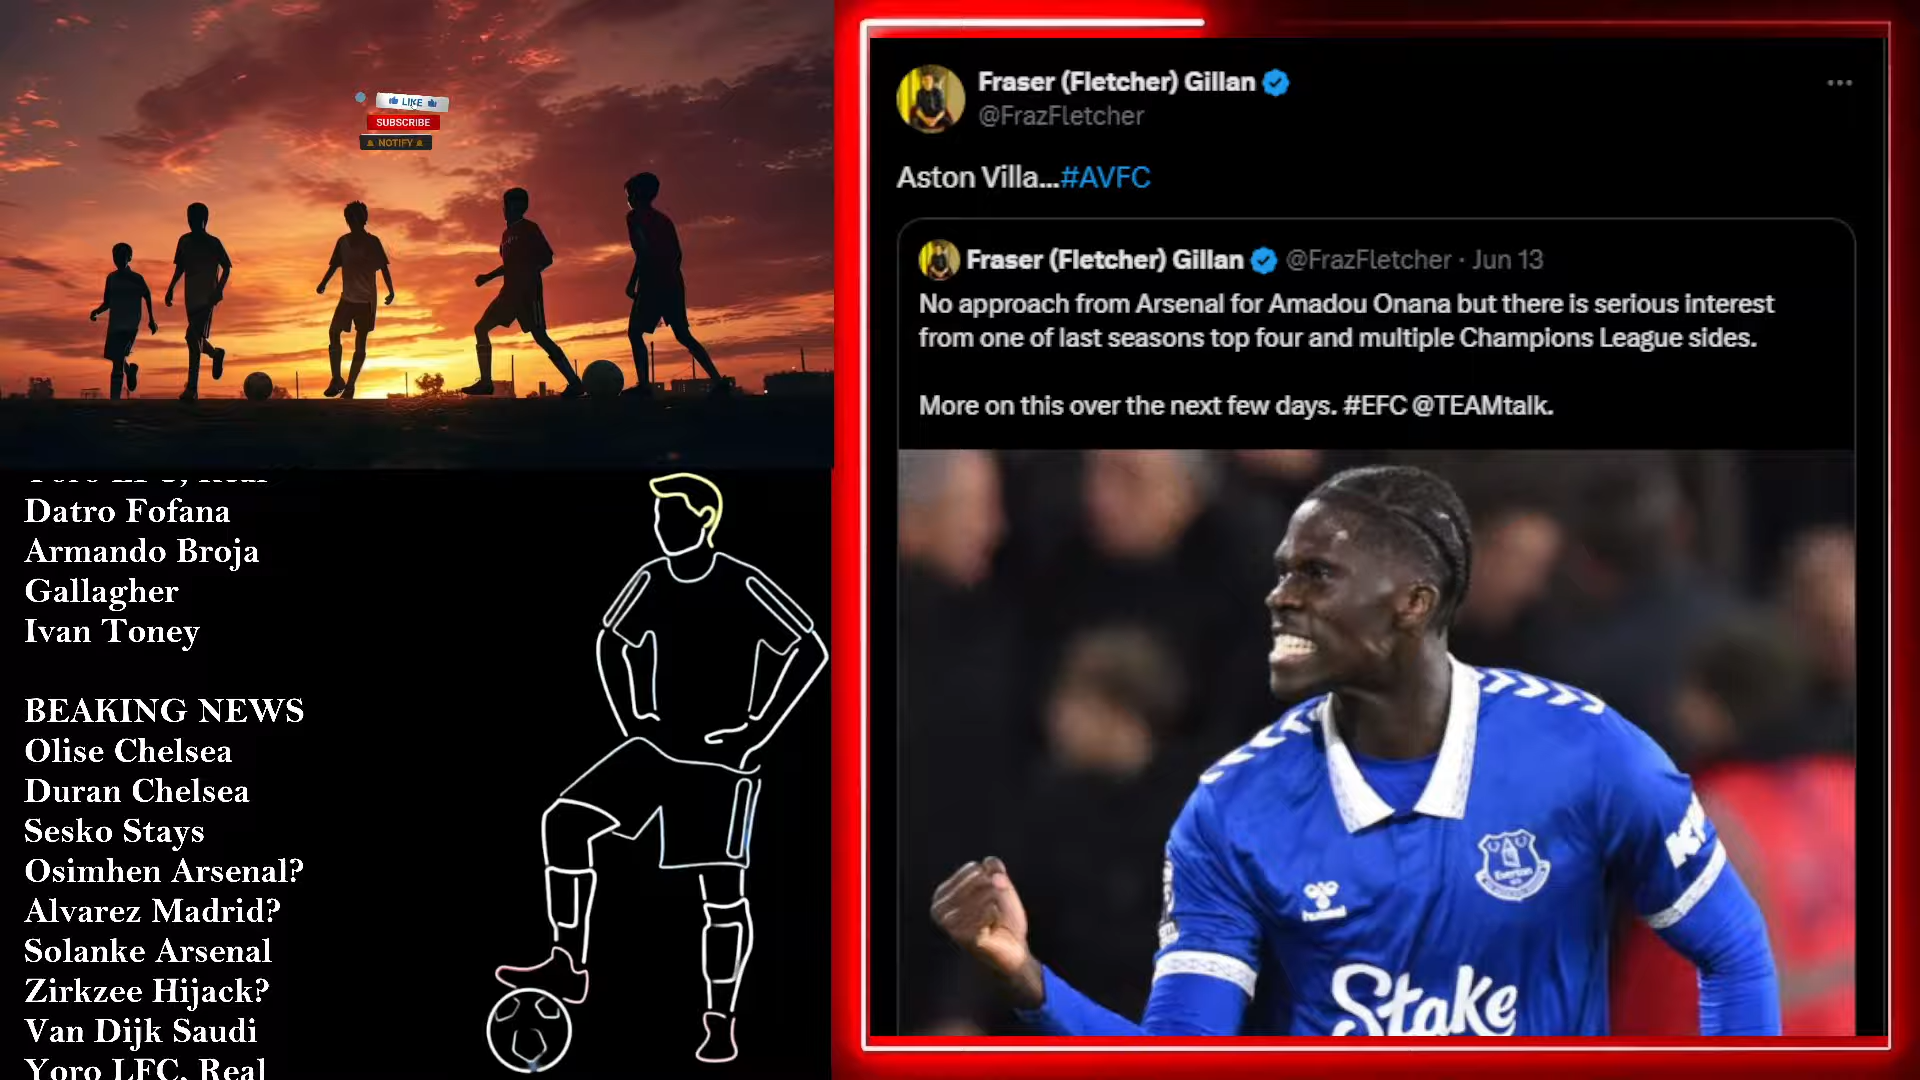 LIKE
SUBSCRIBE
NOTIFY
Datro Fofana
Armando Broja
Gallagher
Ivan Toney
BEAKING NEWS
Olise Chelsea
Duran Chelsea
Sesko Stays
Osimhen Arsenal?
Alvarez Madrid?
Solanke Arsenal
Zirkzee Hijack?
Van Dijk Saudi
Yoro LFC, Real
Fraser (Fletcher) Gillan
@FrazFletcher
Aston Villa...#AVFC
Fraser (Fletcher) Gillan @FrazFletcher · Jun 13
No approach from Arsenal for Amadou Onana but there is serious interest
from one of last seasons top four and multiple Champions League sides.
More on this over the next few days. #EFC @TEAMtalk.
Everton
hummel
Stake